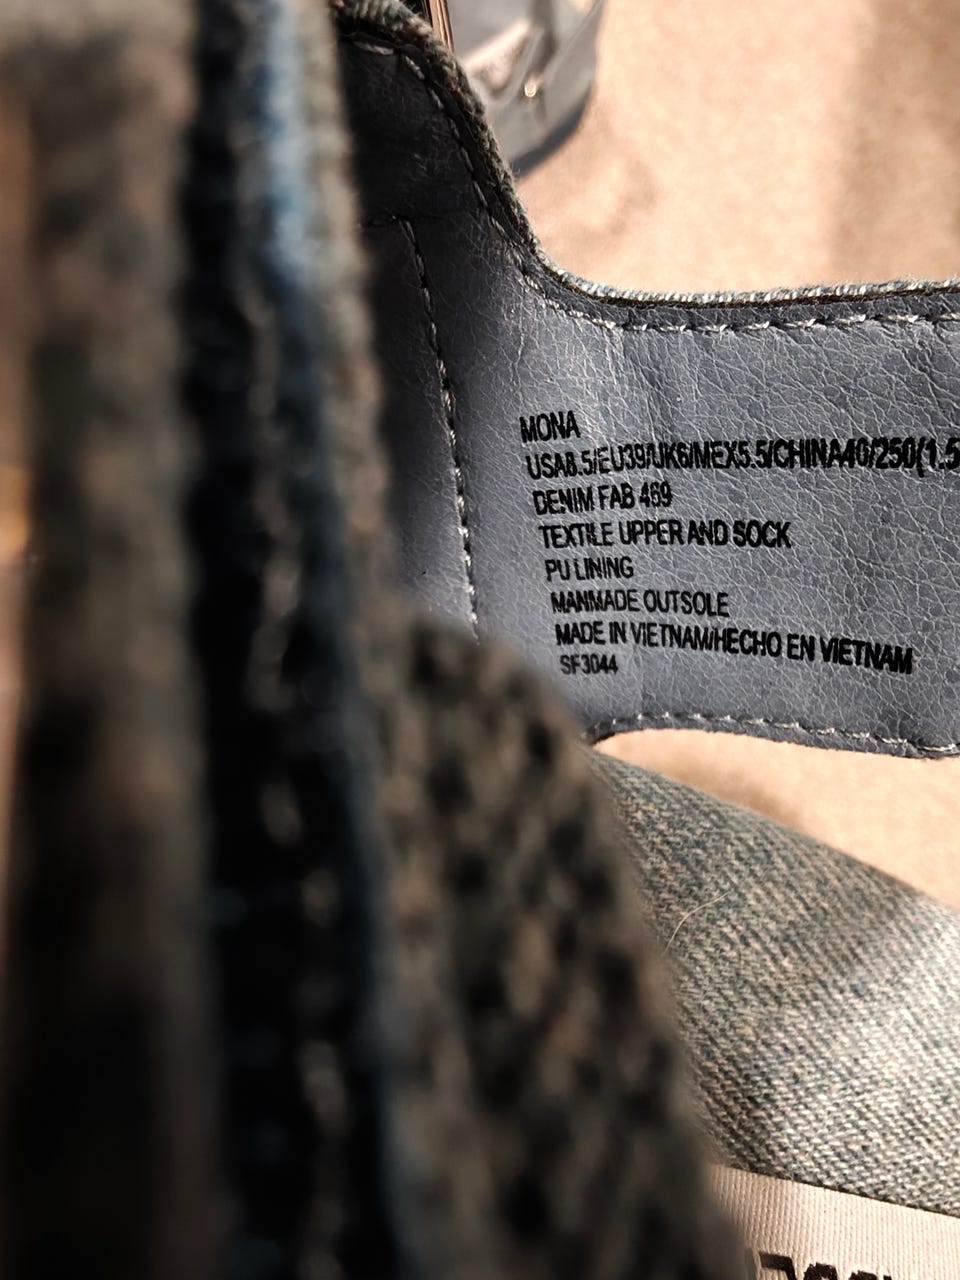 MONA
USA8.5/EU39/UK6/MEX5.5/CHINA40/250(1.5
DENIM FAB 469
TEXTILE UPPER AND SOCK
PU LINING
MANMADE OUTSOLE
MADE IN VIETNAM/HECHO EN VIETNAM
SF3044